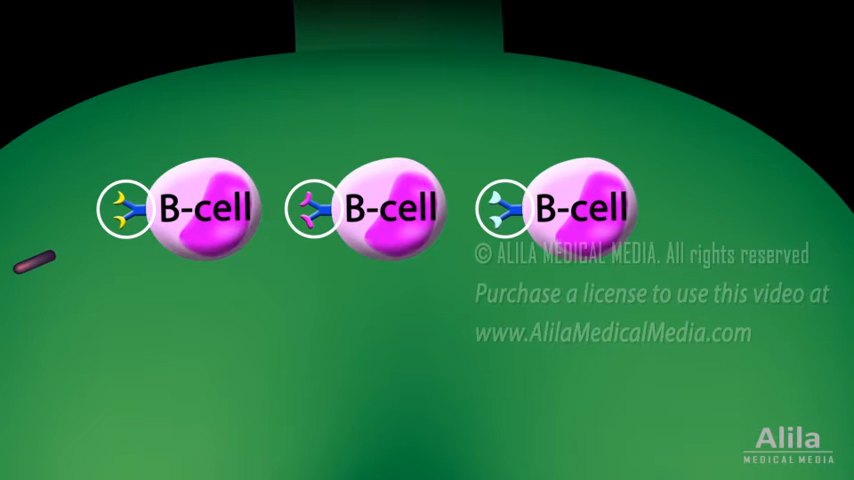 B-cell B-cell B-cell
© ALILA MEDICAL MEDIA. All rights reserved
Purchase a license to use this video at
www.AlilaMedicalMedia.com
Alila
MEDICAL MEDIA